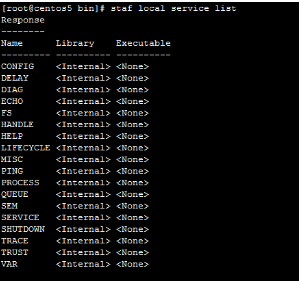 [root@centos5 bin]# staf local service list
Response
--------
Name      Library    Executable
--------- ---------- ----------
CONFIG    <Internal> <None>
DELAY     <Internal> <None>
DIAG      <Internal> <None>
ECHO      <Internal> <None>
FS        <Internal> <None>
HANDLE    <Internal> <None>
HELP      <Internal> <None>
LIFECYCLE <Internal> <None>
MISC      <Internal> <None>
PING      <Internal> <None>
PROCESS   <Internal> <None>
QUEUE     <Internal> <None>
SEM       <Internal> <None>
SERVICE   <Internal> <None>
SHUTDOWN  <Internal> <None>
TRACE     <Internal> <None>
TRUST     <Internal> <None>
VAR       <Internal> <None>